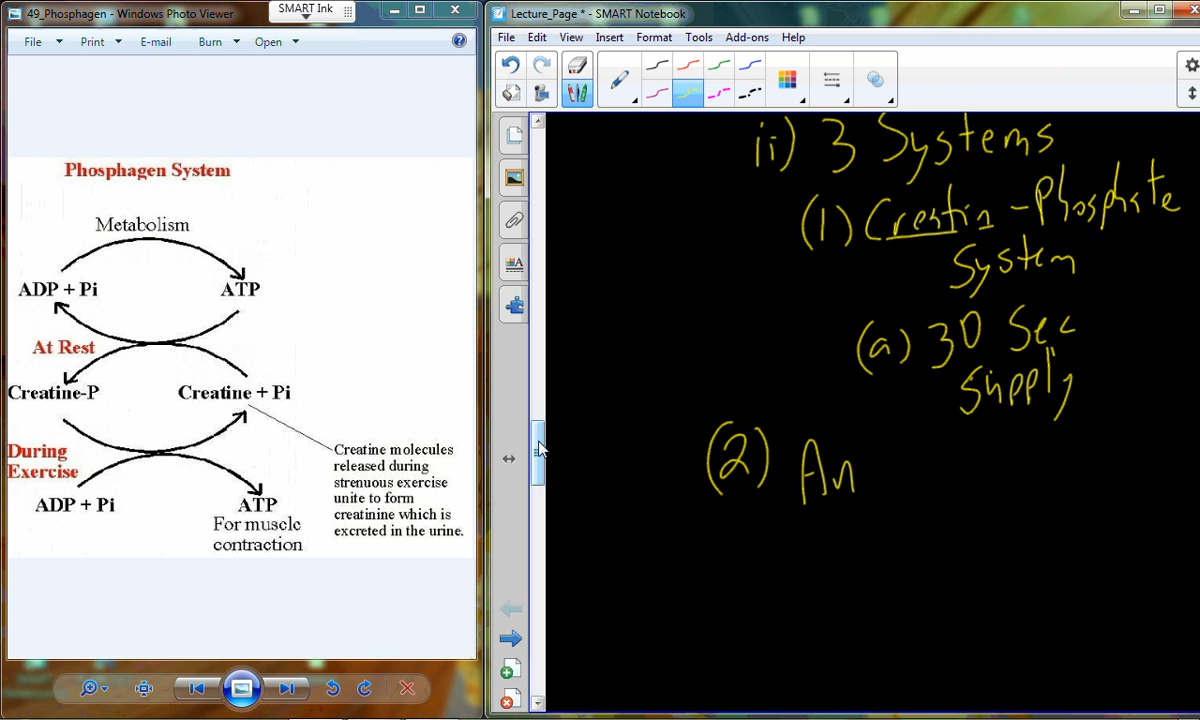 49_Phosphagen - Windows Photo Viewer
SMART Ink
File Print E-mail Burn Open
Phosphagen System
Metabolism
ADP + Pi ATP
At Rest
Creatine-P Creatine + Pi
During
Exercise
ADP + Pi ATP
For muscle
contraction
Creatine molecules
released during
strenuous exercise
unite to form
creatinine which is
excreted in the urine.
Lecture_Page * - SMART Notebook
File Edit View Insert Format Tools Add-ons Help
ii) 3 Systems
(1) Creatin-Phosphate
System
(a) 30 Sec
Supply
(2) An